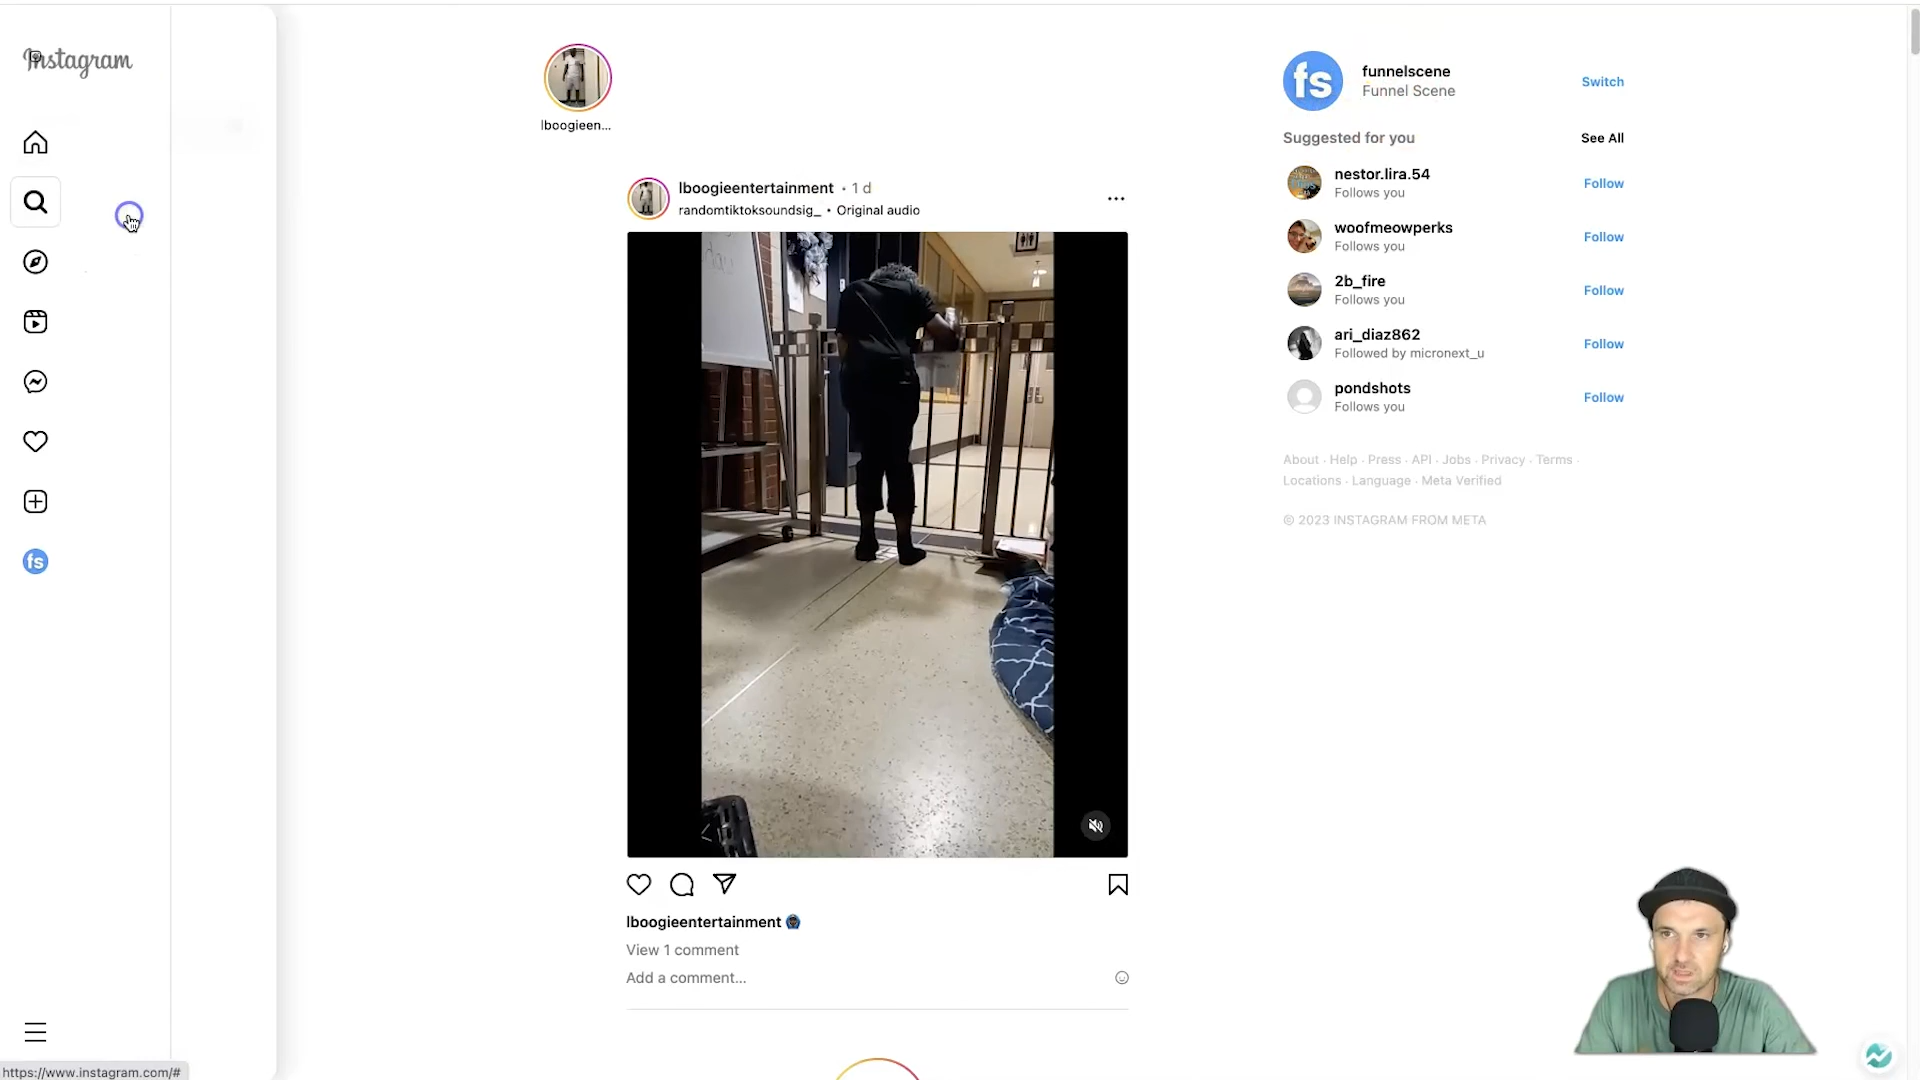 Instagram
lboogieen...
lboogieentertainment • 1 d
randomtiktoksoundsig_ • Original audio
lboogieentertainment
View 1 comment
Add a comment...
fs
funnelscene
Funnel Scene
Switch
Suggested for you
See All
nestor.lira.54
Follows you
Follow
woofmeowperks
Follows you
Follow
2b_fire
Follows you
Follow
ari_diaz862
Followed by micronext_u
Follow
pondshots
Follows you
Follow
About · Help · Press · API · Jobs · Privacy · Terms ·
Locations · Language · Meta Verified
© 2023 INSTAGRAM FROM META
fs
https://www.instagram.com/#